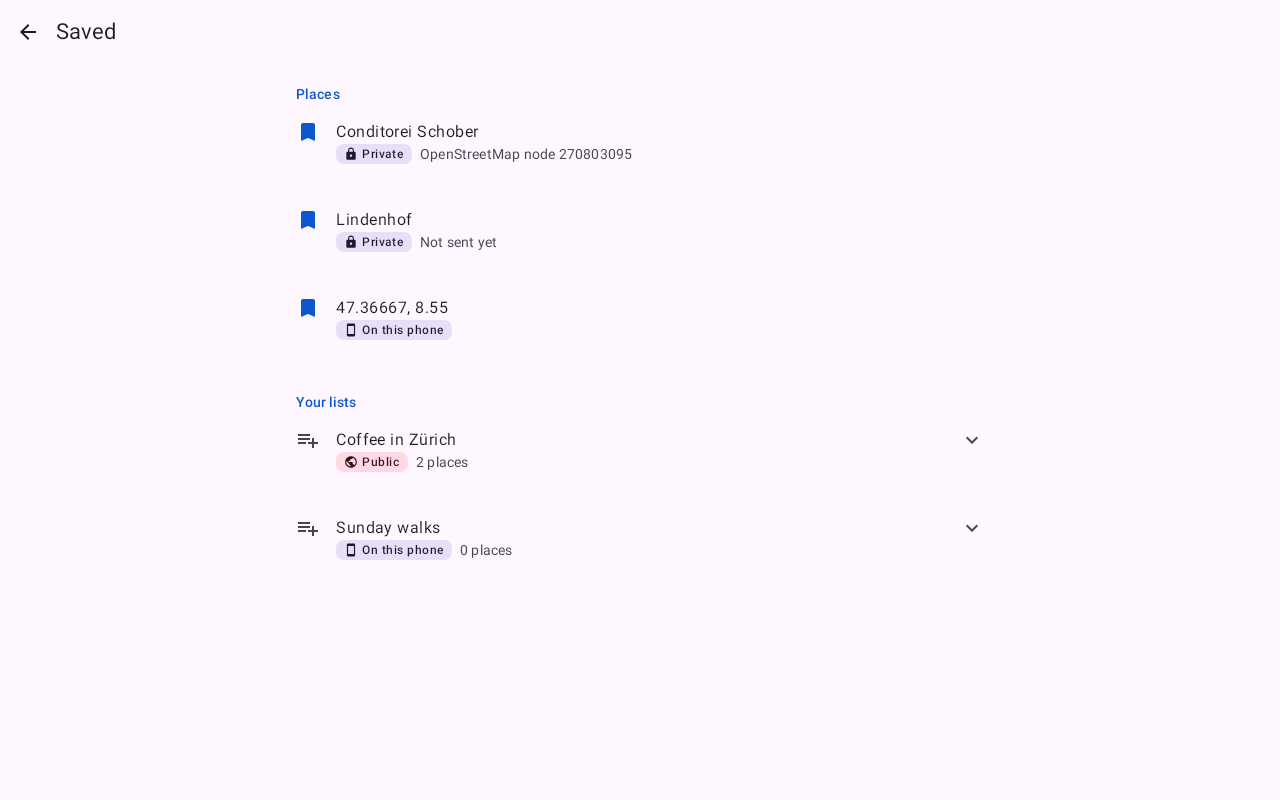 Saved
Places
Conditorei Schober
Private OpenStreetMap node 270803095
Lindenhof
Private Not sent yet
47.36667, 8.55
On this phone
Your lists
Coffee in Zürich
Public 2 places
Sunday walks
On this phone 0 places